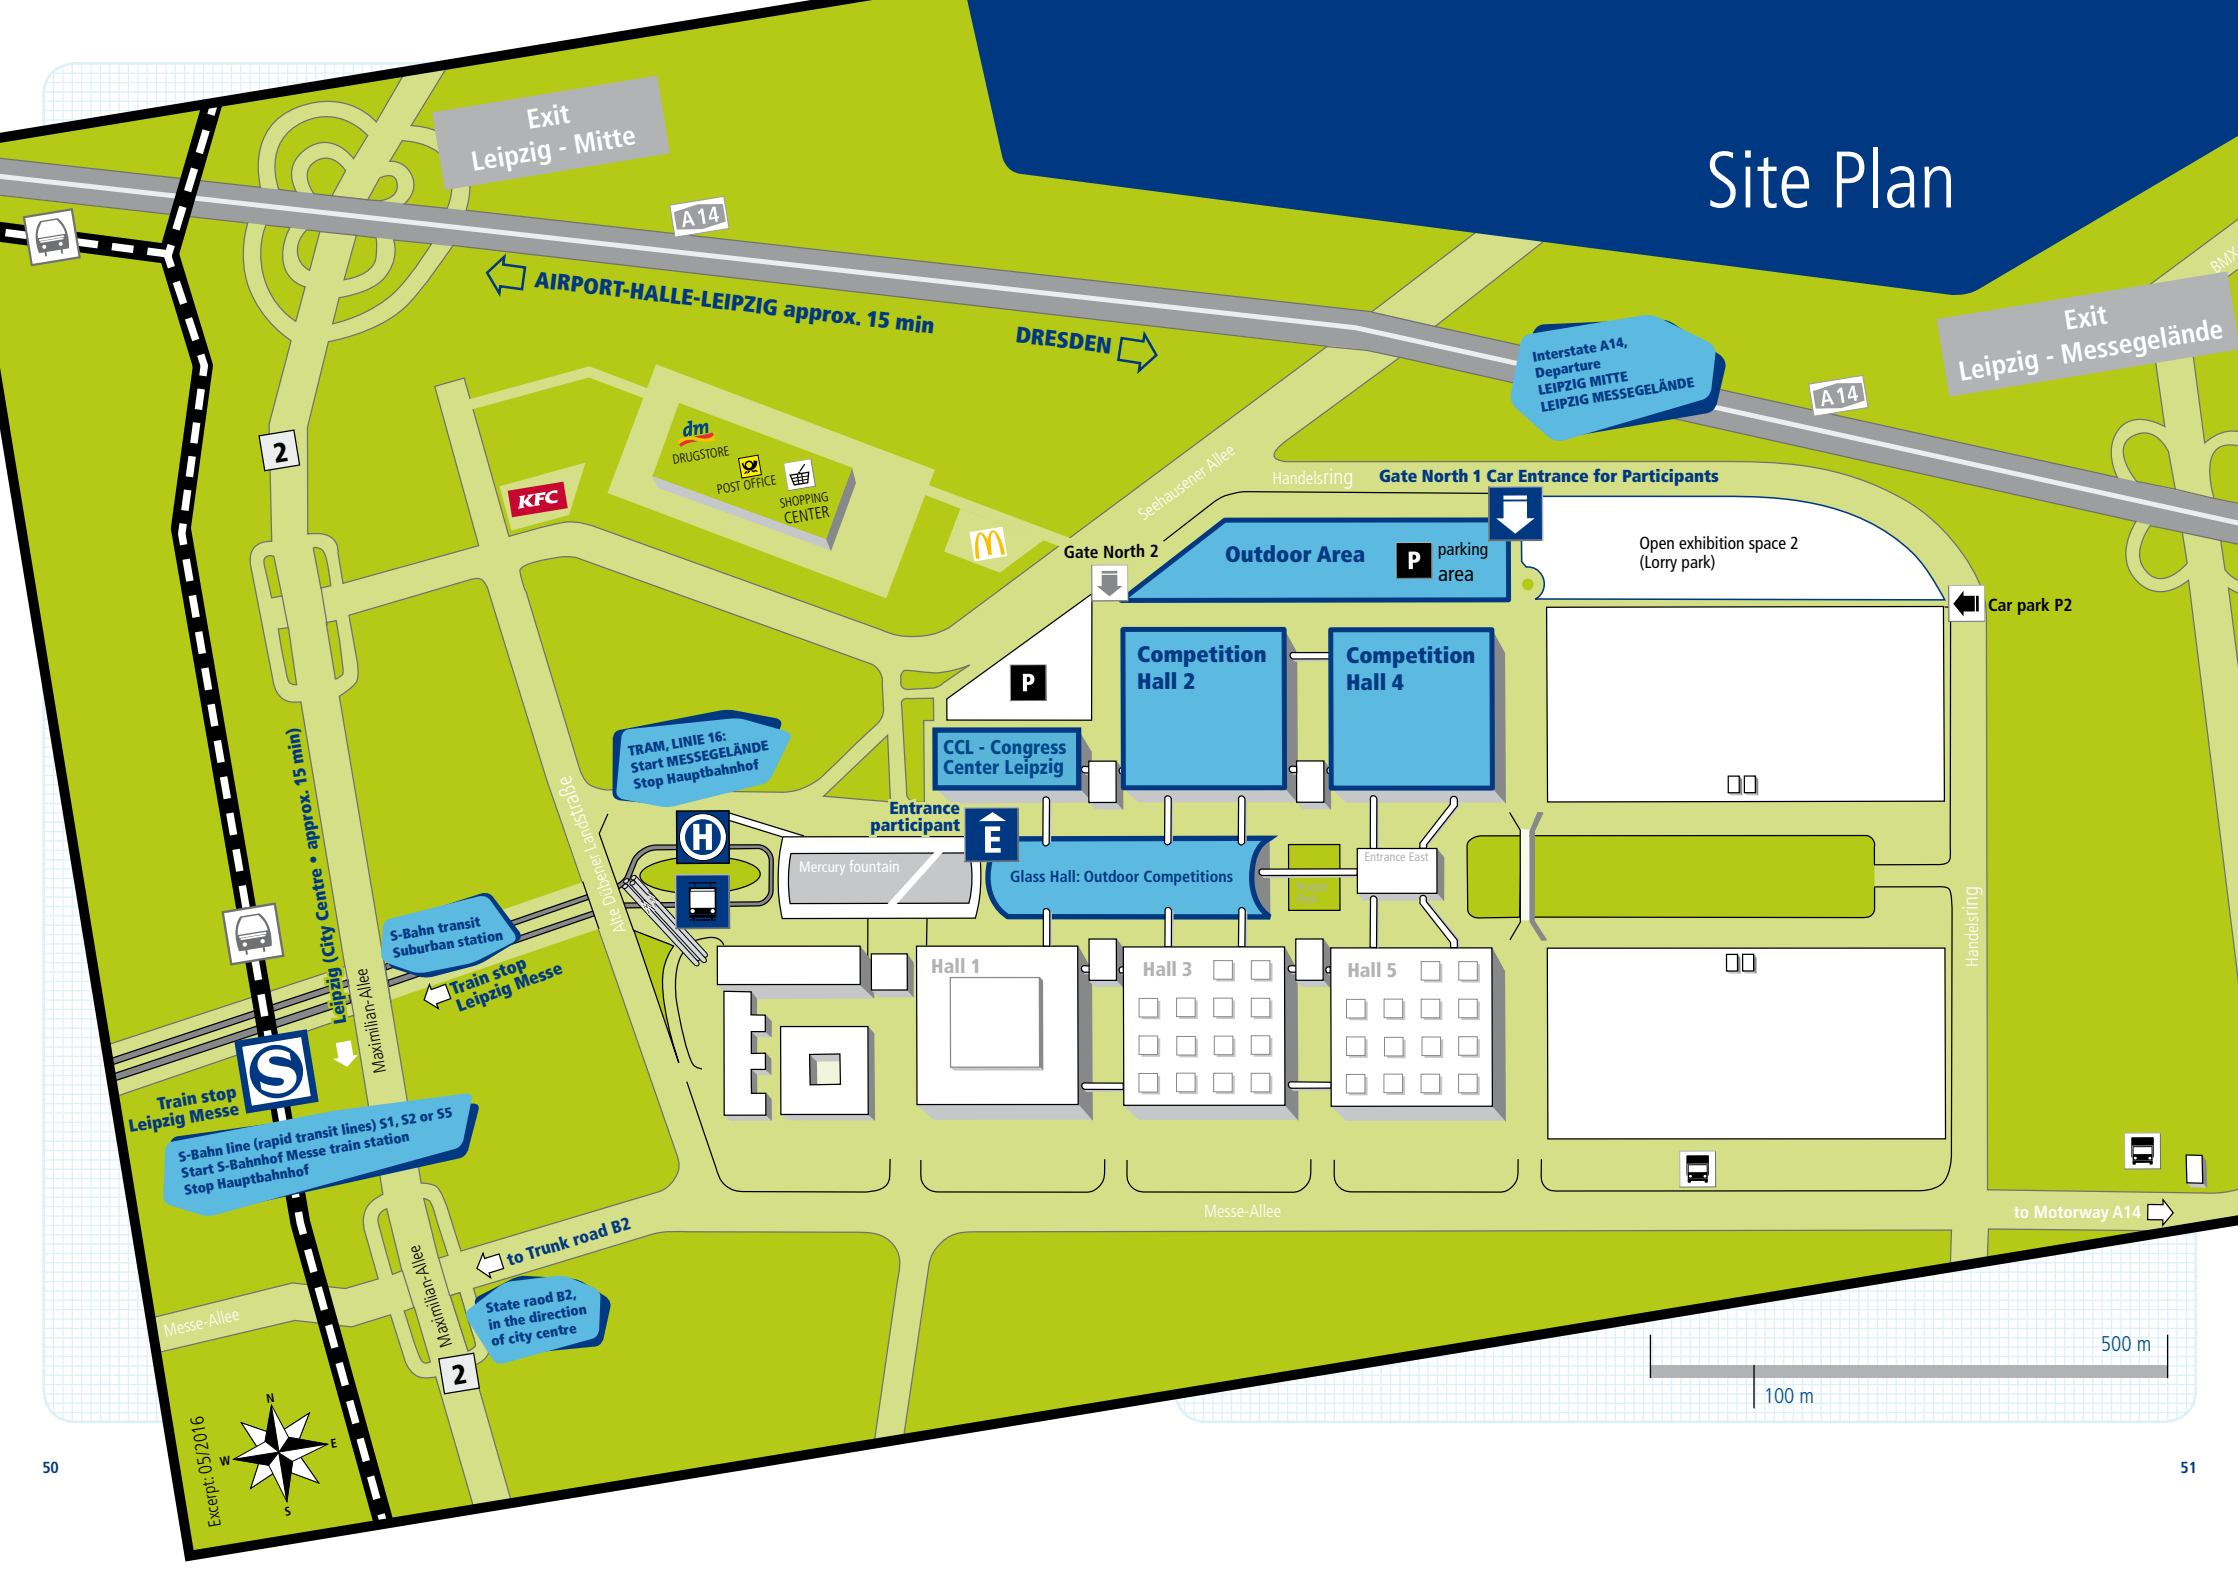 Site Plan
Exit
Leipzig - Mitte
A 14
AIRPORT-HALLE-LEIPZIG approx. 15 min
DRESDEN
BMX
Exit
Leipzig - Messegelände
Interstate A14,
Departure
LEIPZIG MITTE
LEIPZIG MESSEGELÄNDE
A 14
2
dm
DRUGSTORE
POST OFFICE
SHOPPING
CENTER
KFC
Seehausener Allee
Handelsring
Gate North 1 Car Entrance for Participants
Gate North 2
Outdoor Area
P
parking
area
Open exhibition space 2
(Lorry park)
Car park P2
P
Competition
Hall 2
Competition
Hall 4
CCL - Congress
Center Leipzig
TRAM, LINIE 16:
Start MESSEGELÄNDE
Stop Hauptbahnhof
Entrance
participant
E
H
Mercury fountain
Glass Hall: Outdoor Competitions
Pocket
Park
Entrance East
Alte Dübener Landstraße
Leipzig (City Centre • approx. 15 min)
Maximilian-Allee
S-Bahn transit
Suburban station
Train stop
Leipzig Messe
Handelsring
Hall 1
Hall 3
Hall 5
S
Train stop
Leipzig Messe
S-Bahn line (rapid transit lines) S1, S2 or S5
Start S-Bahnhof Messe train station
Stop Hauptbahnhof
Messe-Allee
to Motorway A14
to Trunk road B2
Maximilian-Allee
Messe-Allee
State raod B2,
in the direction
of city centre
2
500 m
100 m
N
E
W
S
Excerpt: 05/2016
50
51